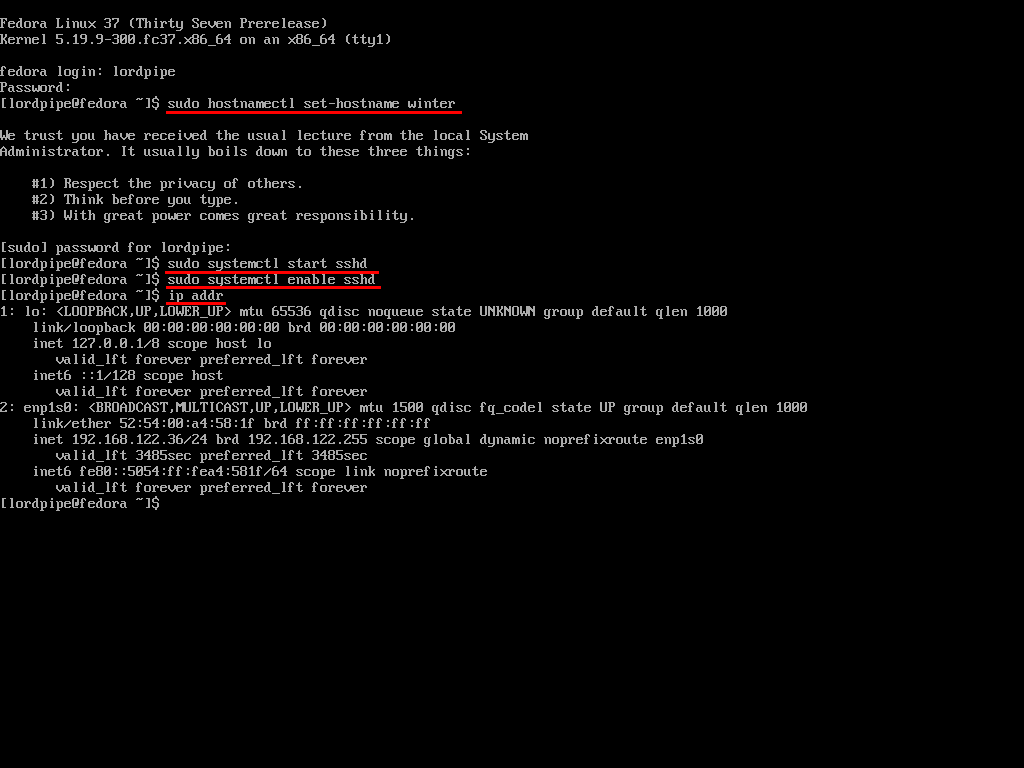 Fedora Linux 37 (Thirty Seven Prerelease)
Kernel 5.19.9-300.fc37.x86_64 on an x86_64 (tty1)
fedora login: lordpipe
Password:
[lordpipe@fedora ~]$ sudo hostnamectl set-hostname winter
We trust you have received the usual lecture from the local System
Administrator. It usually boils down to these three things:
#1) Respect the privacy of others.
#2) Think before you type.
#3) With great power comes great responsibility.
[sudo] password for lordpipe:
[lordpipe@fedora ~]$ sudo systemctl start sshd
[lordpipe@fedora ~]$ sudo systemctl enable sshd
[lordpipe@fedora ~]$ ip addr
1: lo: <LOOPBACK,UP,LOWER_UP> mtu 65536 qdisc noqueue state UNKNOWN group default qlen 1000
link/loopback 00:00:00:00:00:00 brd 00:00:00:00:00:00
inet 127.0.0.1/8 scope host lo
valid_lft forever preferred_lft forever
inet6 ::1/128 scope host
valid_lft forever preferred_lft forever
2: enp1s0: <BROADCAST,MULTICAST,UP,LOWER_UP> mtu 1500 qdisc fq_codel state UP group default qlen 1000
link/ether 52:54:00:a4:58:1f brd ff:ff:ff:ff:ff:ff
inet 192.168.122.36/24 brd 192.168.122.255 scope global dynamic noprefixroute enp1s0
valid_lft 3485sec preferred_lft 3485sec
inet6 fe80::5054:ff:fea4:581f/64 scope link noprefixroute
valid_lft forever preferred_lft forever
[lordpipe@fedora ~]$